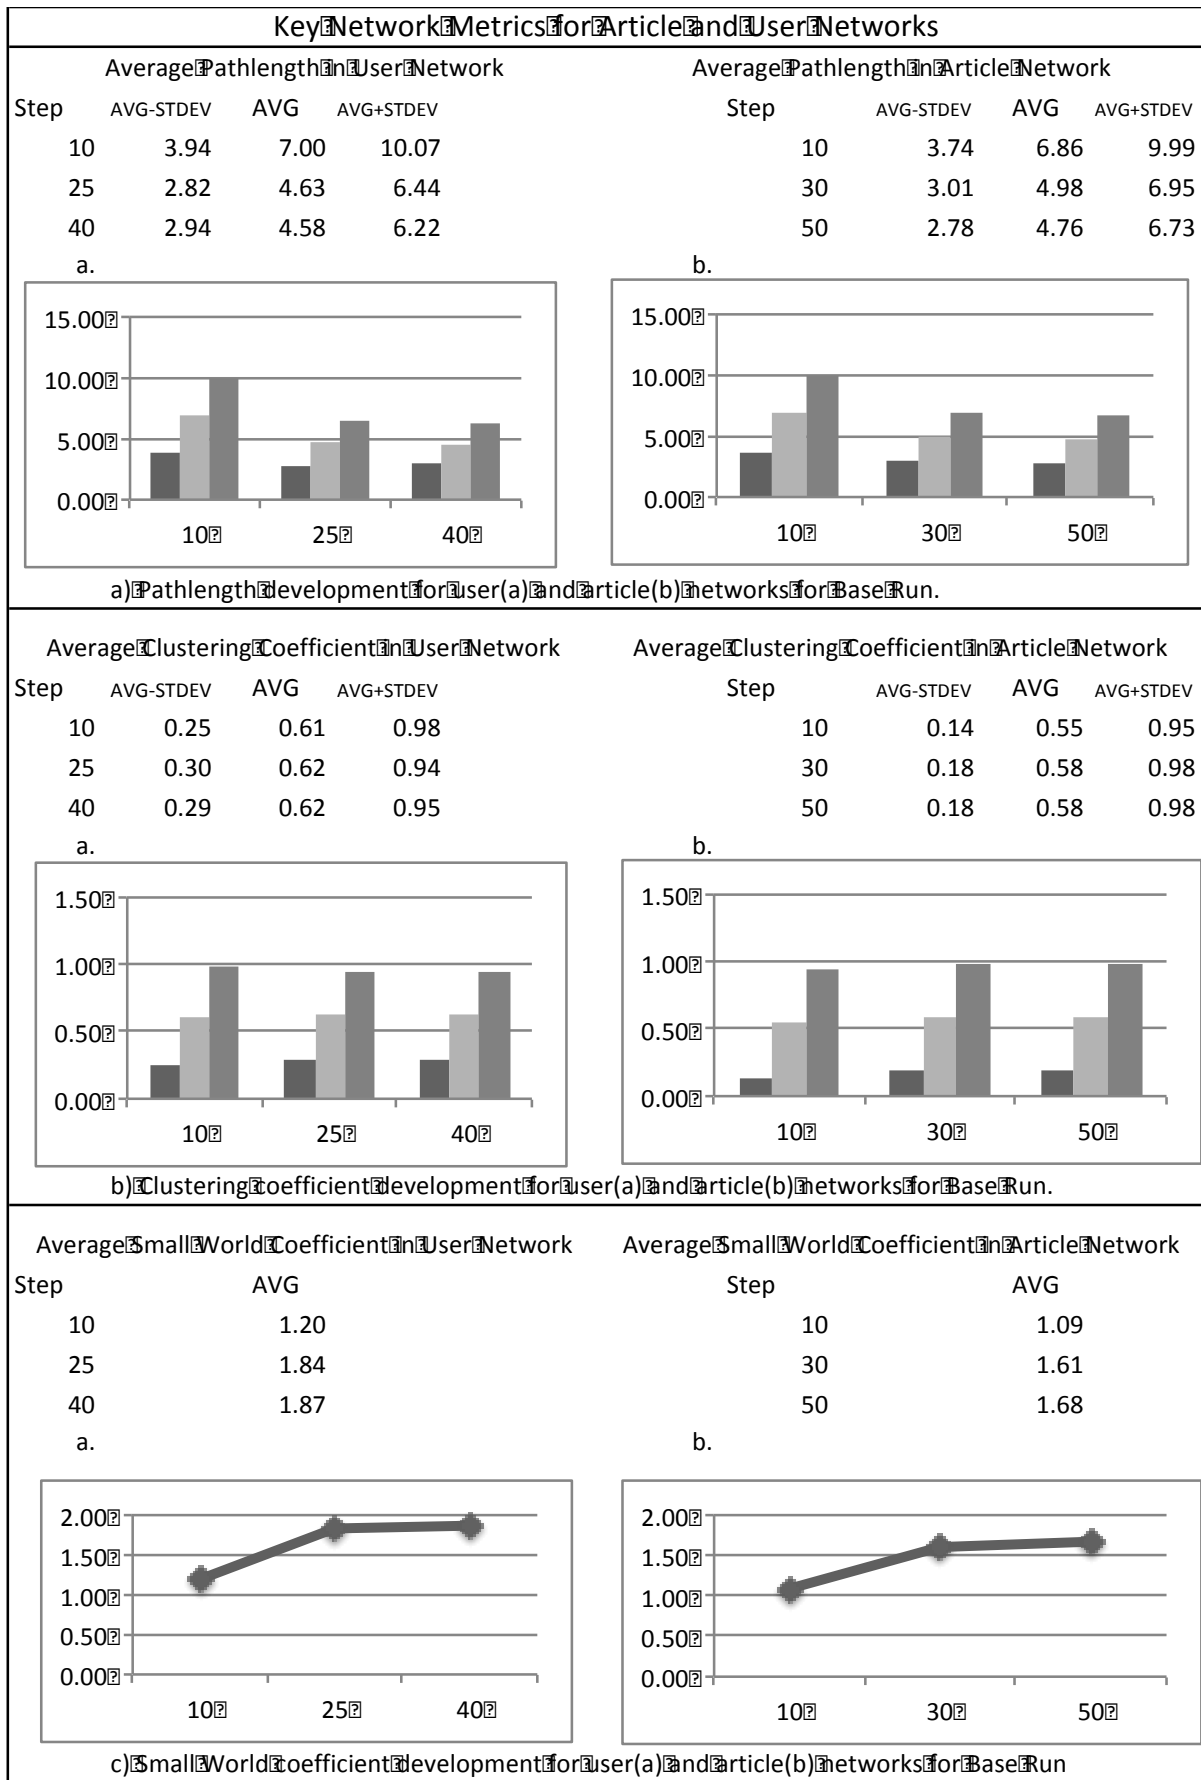 Key Network Metrics for Article and User Networks
Average Pathlength in User Network
Step AVG-STDEV AVG AVG+STDEV
10 3.94 7.00 10.07
25 2.82 4.63 6.44
40 2.94 4.58 6.22
a.
15.00
10.00
5.00
0.00
10 25 40
Average Pathlength in Article Network
Step AVG-STDEV AVG AVG+STDEV
10 3.74 6.86 9.99
30 3.01 4.98 6.95
50 2.78 4.76 6.73
b.
15.00
10.00
5.00
0.00
10 30 50
a) Pathlength development for user(a) and article(b) networks for Base Run.
Average Clustering Coefficient in User Network
Step AVG-STDEV AVG AVG+STDEV
10 0.25 0.61 0.98
25 0.30 0.62 0.94
40 0.29 0.62 0.95
a.
1.50
1.00
0.50
0.00
10 25 40
Average Clustering Coefficient in Article Network
Step AVG-STDEV AVG AVG+STDEV
10 0.14 0.55 0.95
30 0.18 0.58 0.98
50 0.18 0.58 0.98
b.
1.50
1.00
0.50
0.00
10 30 50
b) Clustering coefficient development for user(a) and article(b) networks for Base Run.
Average Small World Coefficient in User Network
Step AVG
10 1.20
25 1.84
40 1.87
a.
2.00
1.50
1.00
0.50
0.00
10 25 40
Average Small World Coefficient in Article Network
Step AVG
10 1.09
30 1.61
50 1.68
b.
2.00
1.50
1.00
0.50
0.00
10 30 50
c) Small World coefficient development for user(a) and article(b) networks for Base Run